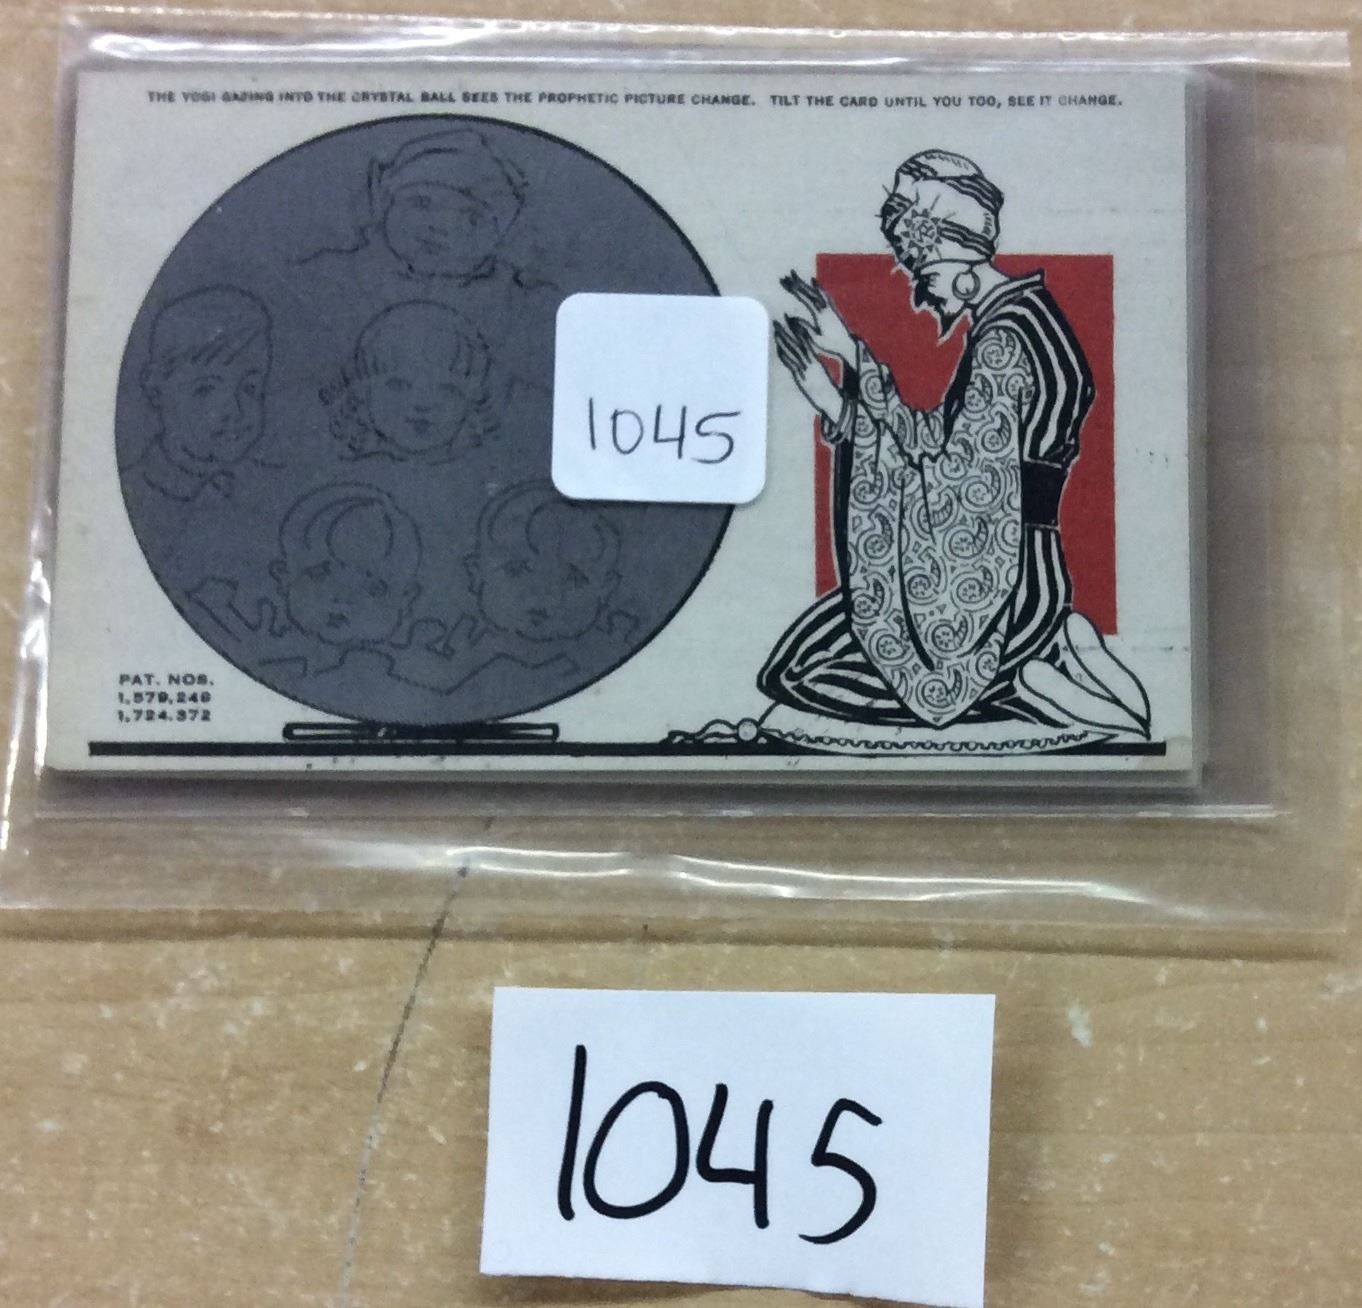 THE YOGI GAZING INTO THE CRYSTAL BALL SEES THE PROPHETIC PICTURE CHANGE. TILT THE CARD UNTIL YOU TOO, SEE IT CHANGE.
1045
PAT. NOS.
1,579,246
1,724,372
1045